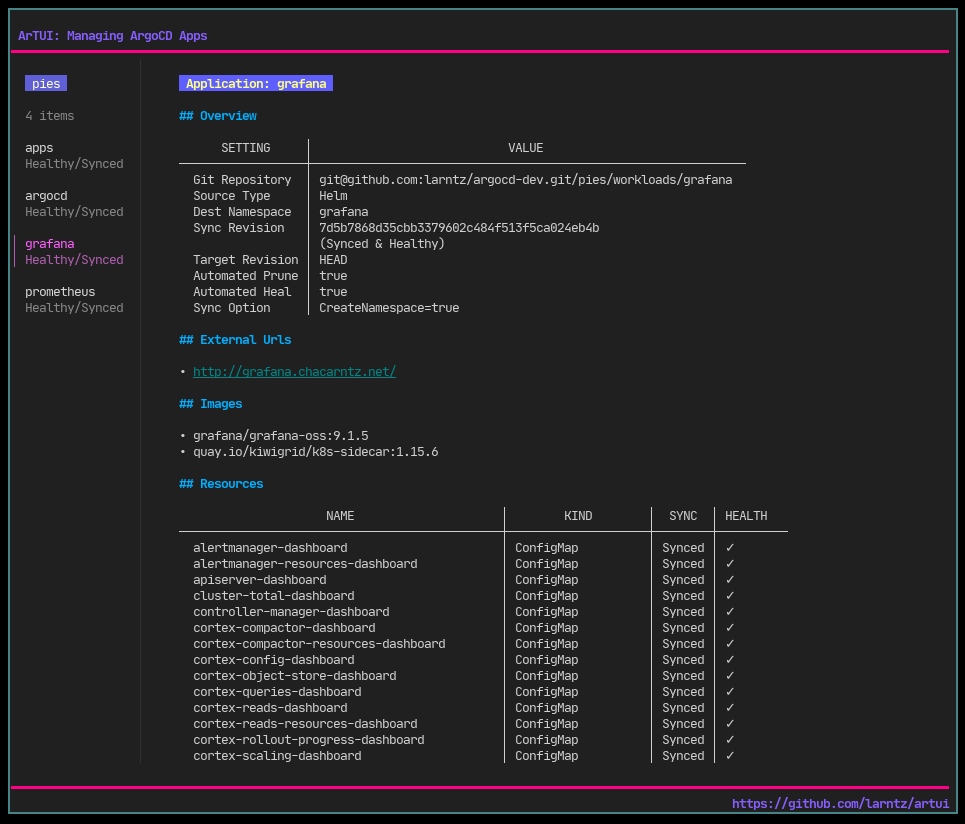 ArTUI: Managing ArgoCD Apps
pies
4 items
apps
Healthy/Synced
argocd
Healthy/Synced
grafana
Healthy/Synced
prometheus
Healthy/Synced
Application: grafana
## Overview
SETTING VALUE
Git Repository git@github.com:larntz/argocd-dev.git/pies/workloads/grafana
Source Type Helm
Dest Namespace grafana
Sync Revision 7d5b7868d35cbb3379602c484f513f5ca024eb4b
(Synced & Healthy)
Target Revision HEAD
Automated Prune true
Automated Heal true
Sync Option CreateNamespace=true
## External Urls
• http://grafana.chacarntz.net/
## Images
• grafana/grafana-oss:9.1.5
• quay.io/kiwigrid/k8s-sidecar:1.15.6
## Resources
NAME KIND SYNC HEALTH
alertmanager-dashboard ConfigMap Synced ✓
alertmanager-resources-dashboard ConfigMap Synced ✓
apiserver-dashboard ConfigMap Synced ✓
cluster-total-dashboard ConfigMap Synced ✓
controller-manager-dashboard ConfigMap Synced ✓
cortex-compactor-dashboard ConfigMap Synced ✓
cortex-compactor-resources-dashboard ConfigMap Synced ✓
cortex-config-dashboard ConfigMap Synced ✓
cortex-object-store-dashboard ConfigMap Synced ✓
cortex-queries-dashboard ConfigMap Synced ✓
cortex-reads-dashboard ConfigMap Synced ✓
cortex-reads-resources-dashboard ConfigMap Synced ✓
cortex-rollout-progress-dashboard ConfigMap Synced ✓
cortex-scaling-dashboard ConfigMap Synced ✓
https://github.com/larntz/artui